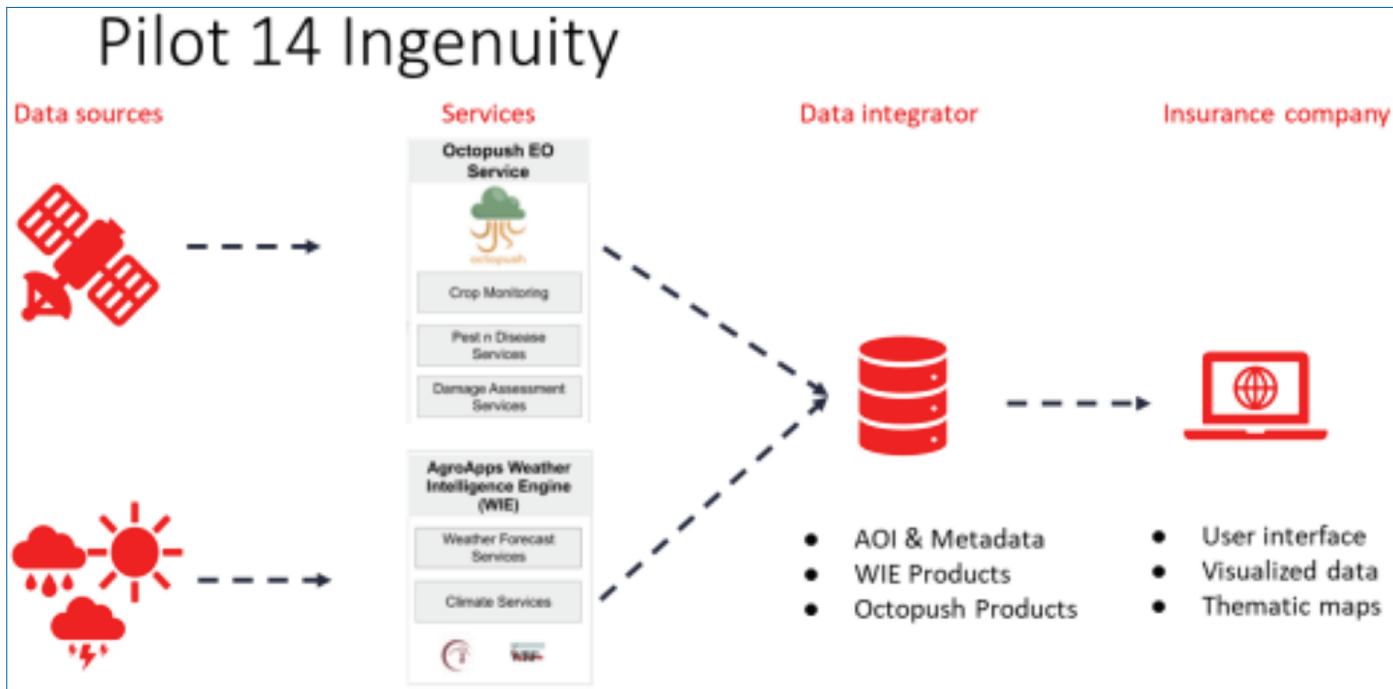 Pilot 14 Ingenuity
Data sources
Services
Data integrator
Insurance company
Octopush EO
Service
octopush
Crop Monitoring
Pest n Disease
Services
Damage Assessment
Services
AgroApps Weather
Intelligence Engine
(WIE)
Weather Forecast
Services
Climate Services
● AOI & Metadata
● WIE Products
● Octopush Products
● User interface
● Visualized data
● Thematic maps